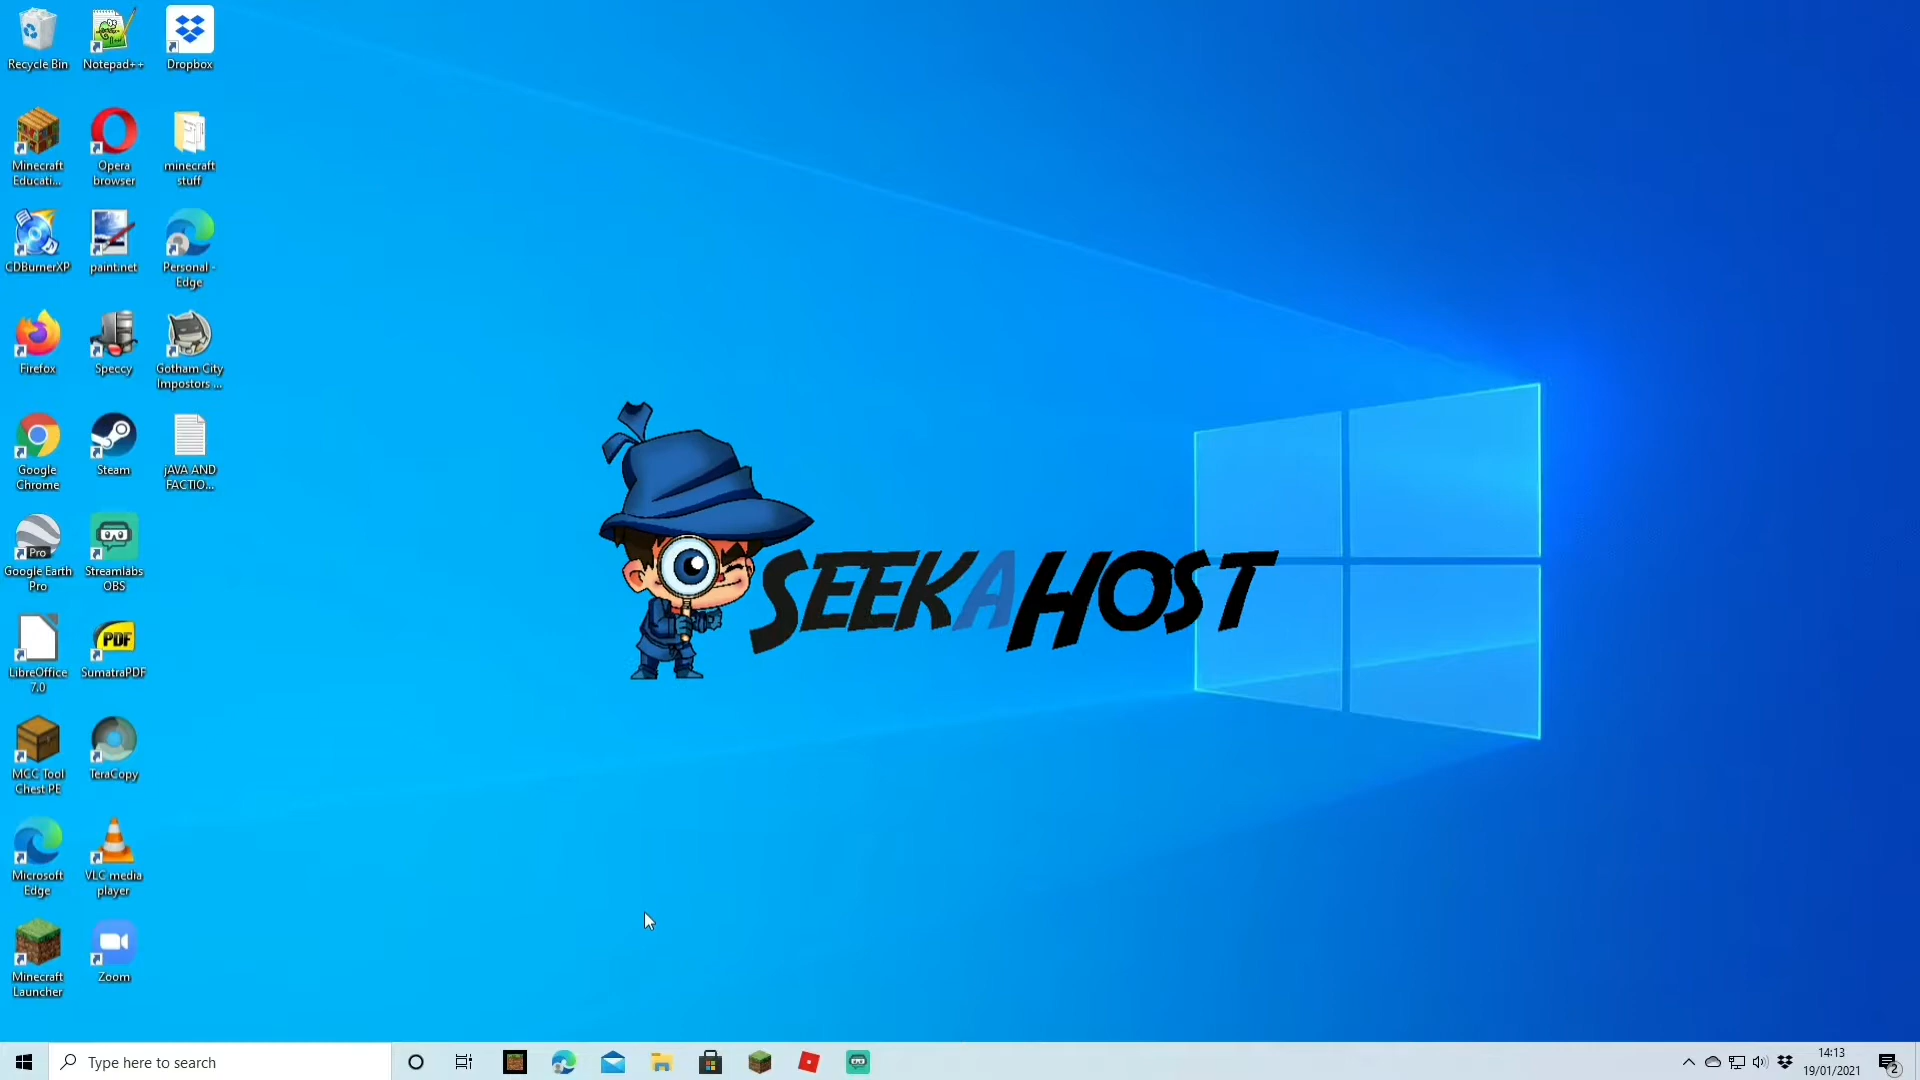 Recycle Bin
Notepad++
Dropbox
Minecraft
Educati...
Opera
browser
minecraft
stuff
CDBurnerXP
paint.net
Personal -
Edge
Firefox
Speccy
Gotham City
Impostors ...
Google
Chrome
Steam
jAVA AND
FACTIO...
Pro
Google Earth
Pro
Streamlabs
OBS
LibreOffice
7.0
PDF
SumatraPDF
MCC Tool
Chest PE
TeraCopy
Microsoft
Edge
VLC media
player
Minecraft
Launcher
Zoom
SEEKAHOST
Type here to search
14:13
19/01/2021
2